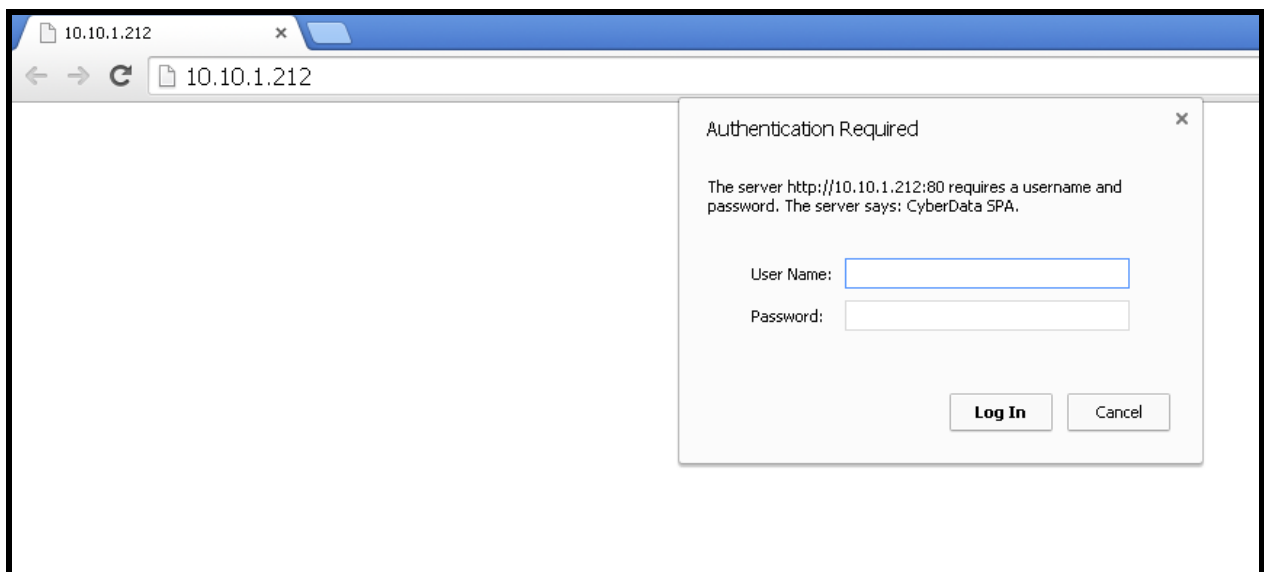 10.10.1.212
10.10.1.212
Authentication Required
The server http://10.10.1.212:80 requires a username and
password. The server says: CyberData SPA.
User Name:
Password:
Log In Cancel